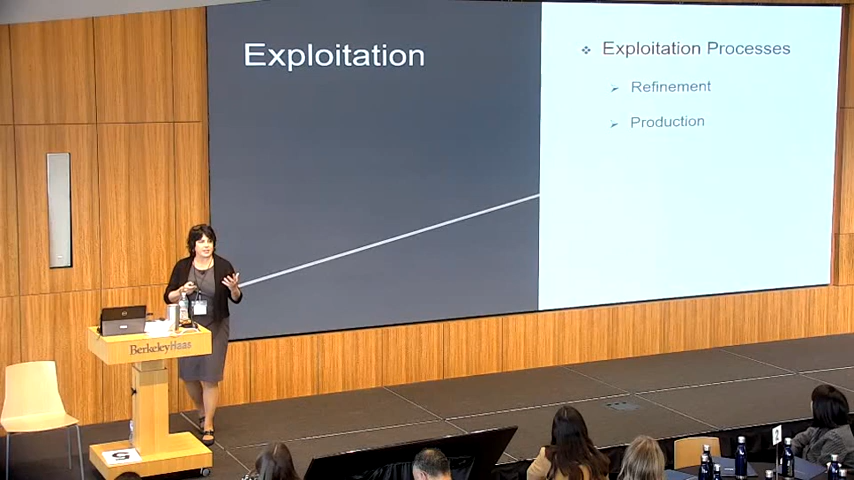 Exploitation
Exploitation Processes
Refinement
Production
BerkeleyHaas